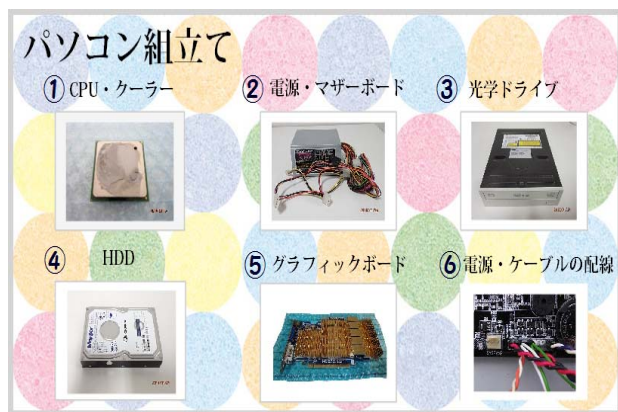 パソコン組立て
① CPU・クーラー
② 電源・マザーボード
③ 光学ドライブ
④ HDD
⑤ グラフィックボード
⑥ 電源・ケーブルの配線